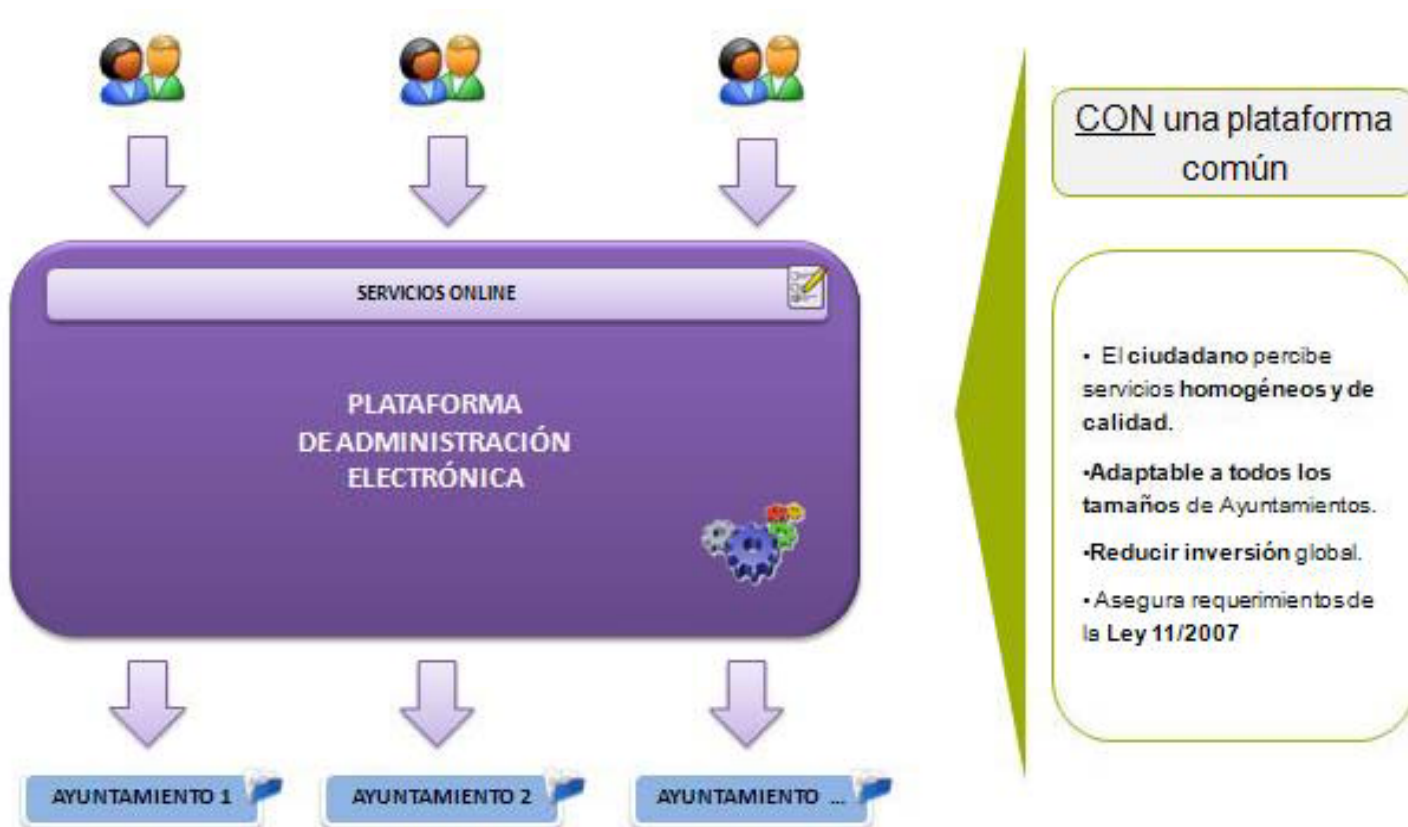 SERVICIOS ONLINE
PLATAFORMA
DE ADMINISTRACIÓN
ELECTRÓNICA
AYUNTAMIENTO 1
AYUNTAMIENTO 2
AYUNTAMIENTO ...
CON una plataforma
común
• El ciudadano percibe
servicios homogéneos y de
calidad.
•Adaptable a todos los
tamaños de Ayuntamientos.
•Reducir inversión global.
• Asegura requerimientos de
la Ley 11/2007